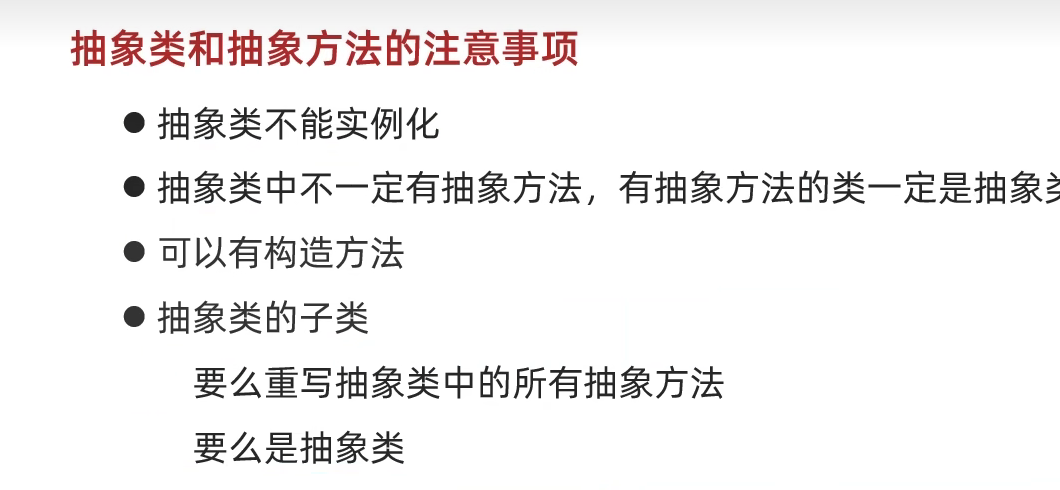 抽象类和抽象方法的注意事项
● 抽象类不能实例化
● 抽象类中不一定有抽象方法，有抽象方法的类一定是抽象类
● 可以有构造方法
● 抽象类的子类
要么重写抽象类中的所有抽象方法
要么是抽象类